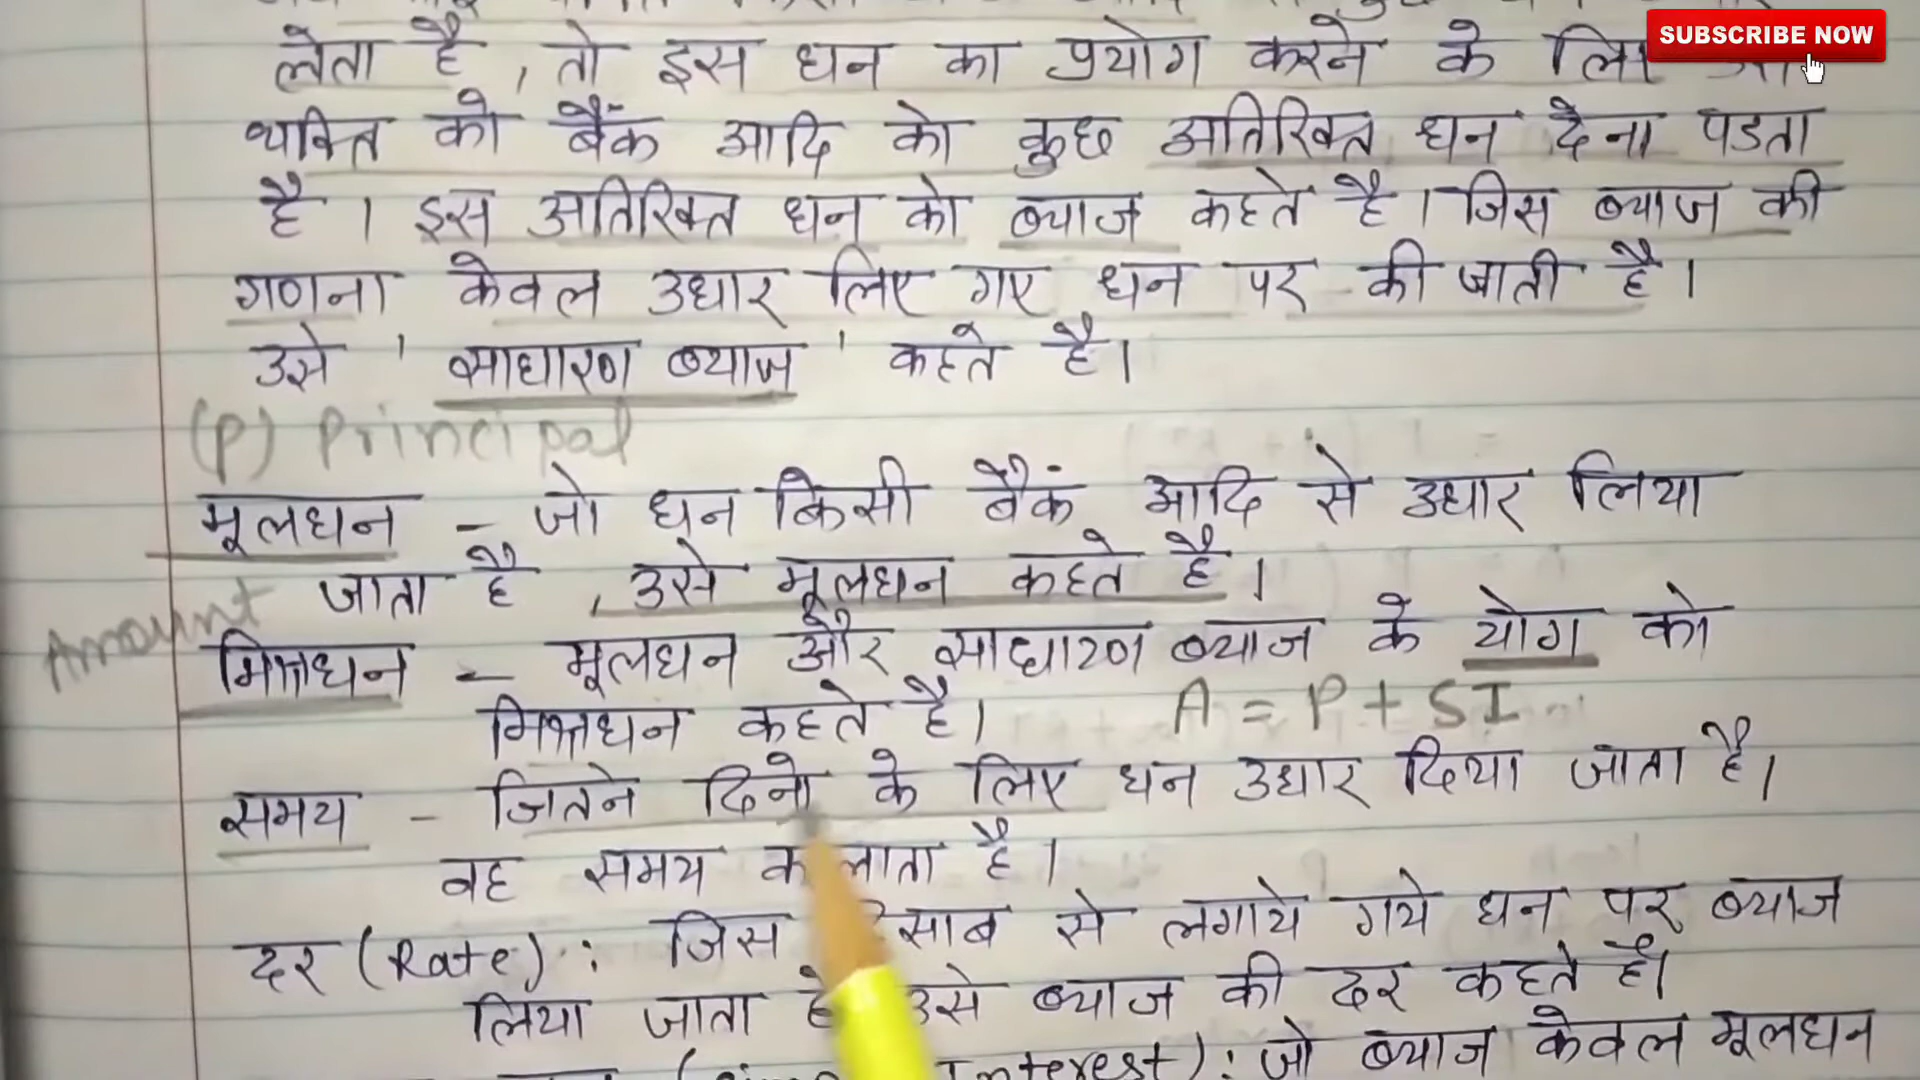 SUBSCRIBE NOW
लेता है, तो इस धन का प्रयोग करने के लिए
व्यक्ति को बैंक आदि को कुछ अतिरिक्त धन देना पडता
है। इस अतिरिक्त धन को ब्याज कहते है। जिस ब्याज की
गणना केवल उधार लिए गए धन पर की जाती है।
उसे ' साधारण ब्याज ' कहते है।
(P) Principal
मूलधन - जो धन किसी बैंक आदि से उधार लिया
जाता है, उसे मूलधन कहते है।
Amount
मिश्रधन - मूलधन और साधारण ब्याज के योग को
मिश्रधन कहते है। A = P + SI
समय - जितने दिनो के लिए धन उधार दिया जाता है।
वह समय है।
दर (Rate) : जिस से लगाये गये धन पर ब्याज
लिया जाता है उसे ब्याज की दर कहते है।
Interest) : जो ब्याज केवल मूलधन